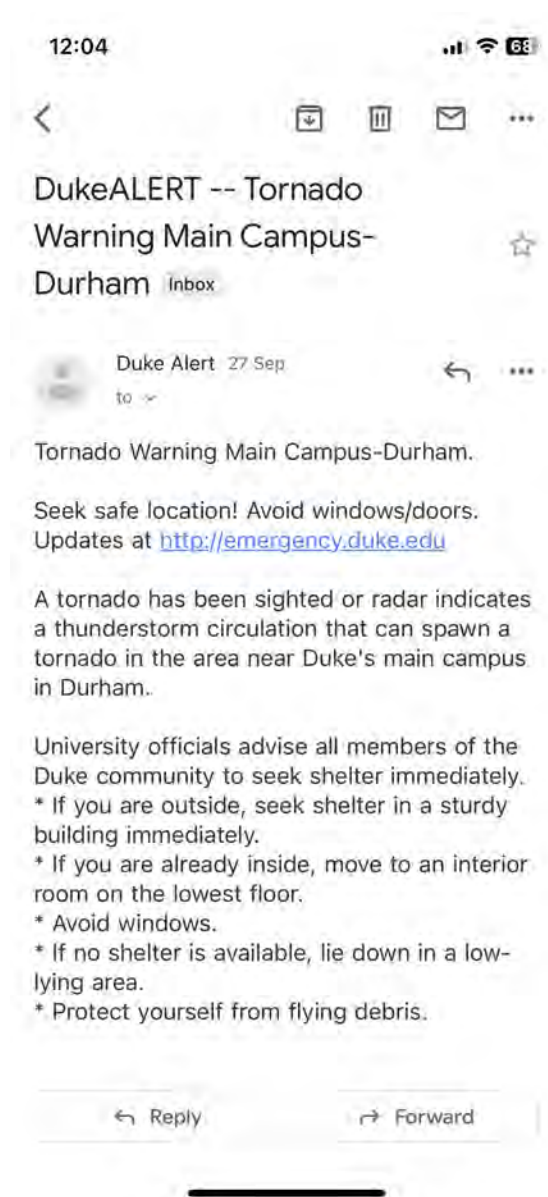 12:04
68
DukeALERT -- Tornado
Warning Main Campus-
Durham Inbox
Duke Alert 27 Sep
to
Tornado Warning Main Campus-Durham.
Seek safe location! Avoid windows/doors.
Updates at http://emergency.duke.edu
A tornado has been sighted or radar indicates
a thunderstorm circulation that can spawn a
tornado in the area near Duke's main campus
in Durham.
University officials advise all members of the
Duke community to seek shelter immediately.
* If you are outside, seek shelter in a sturdy
building immediately.
* If you are already inside, move to an interior
room on the lowest floor.
* Avoid windows.
* If no shelter is available, lie down in a low-
lying area.
* Protect yourself from flying debris.
Reply
Forward